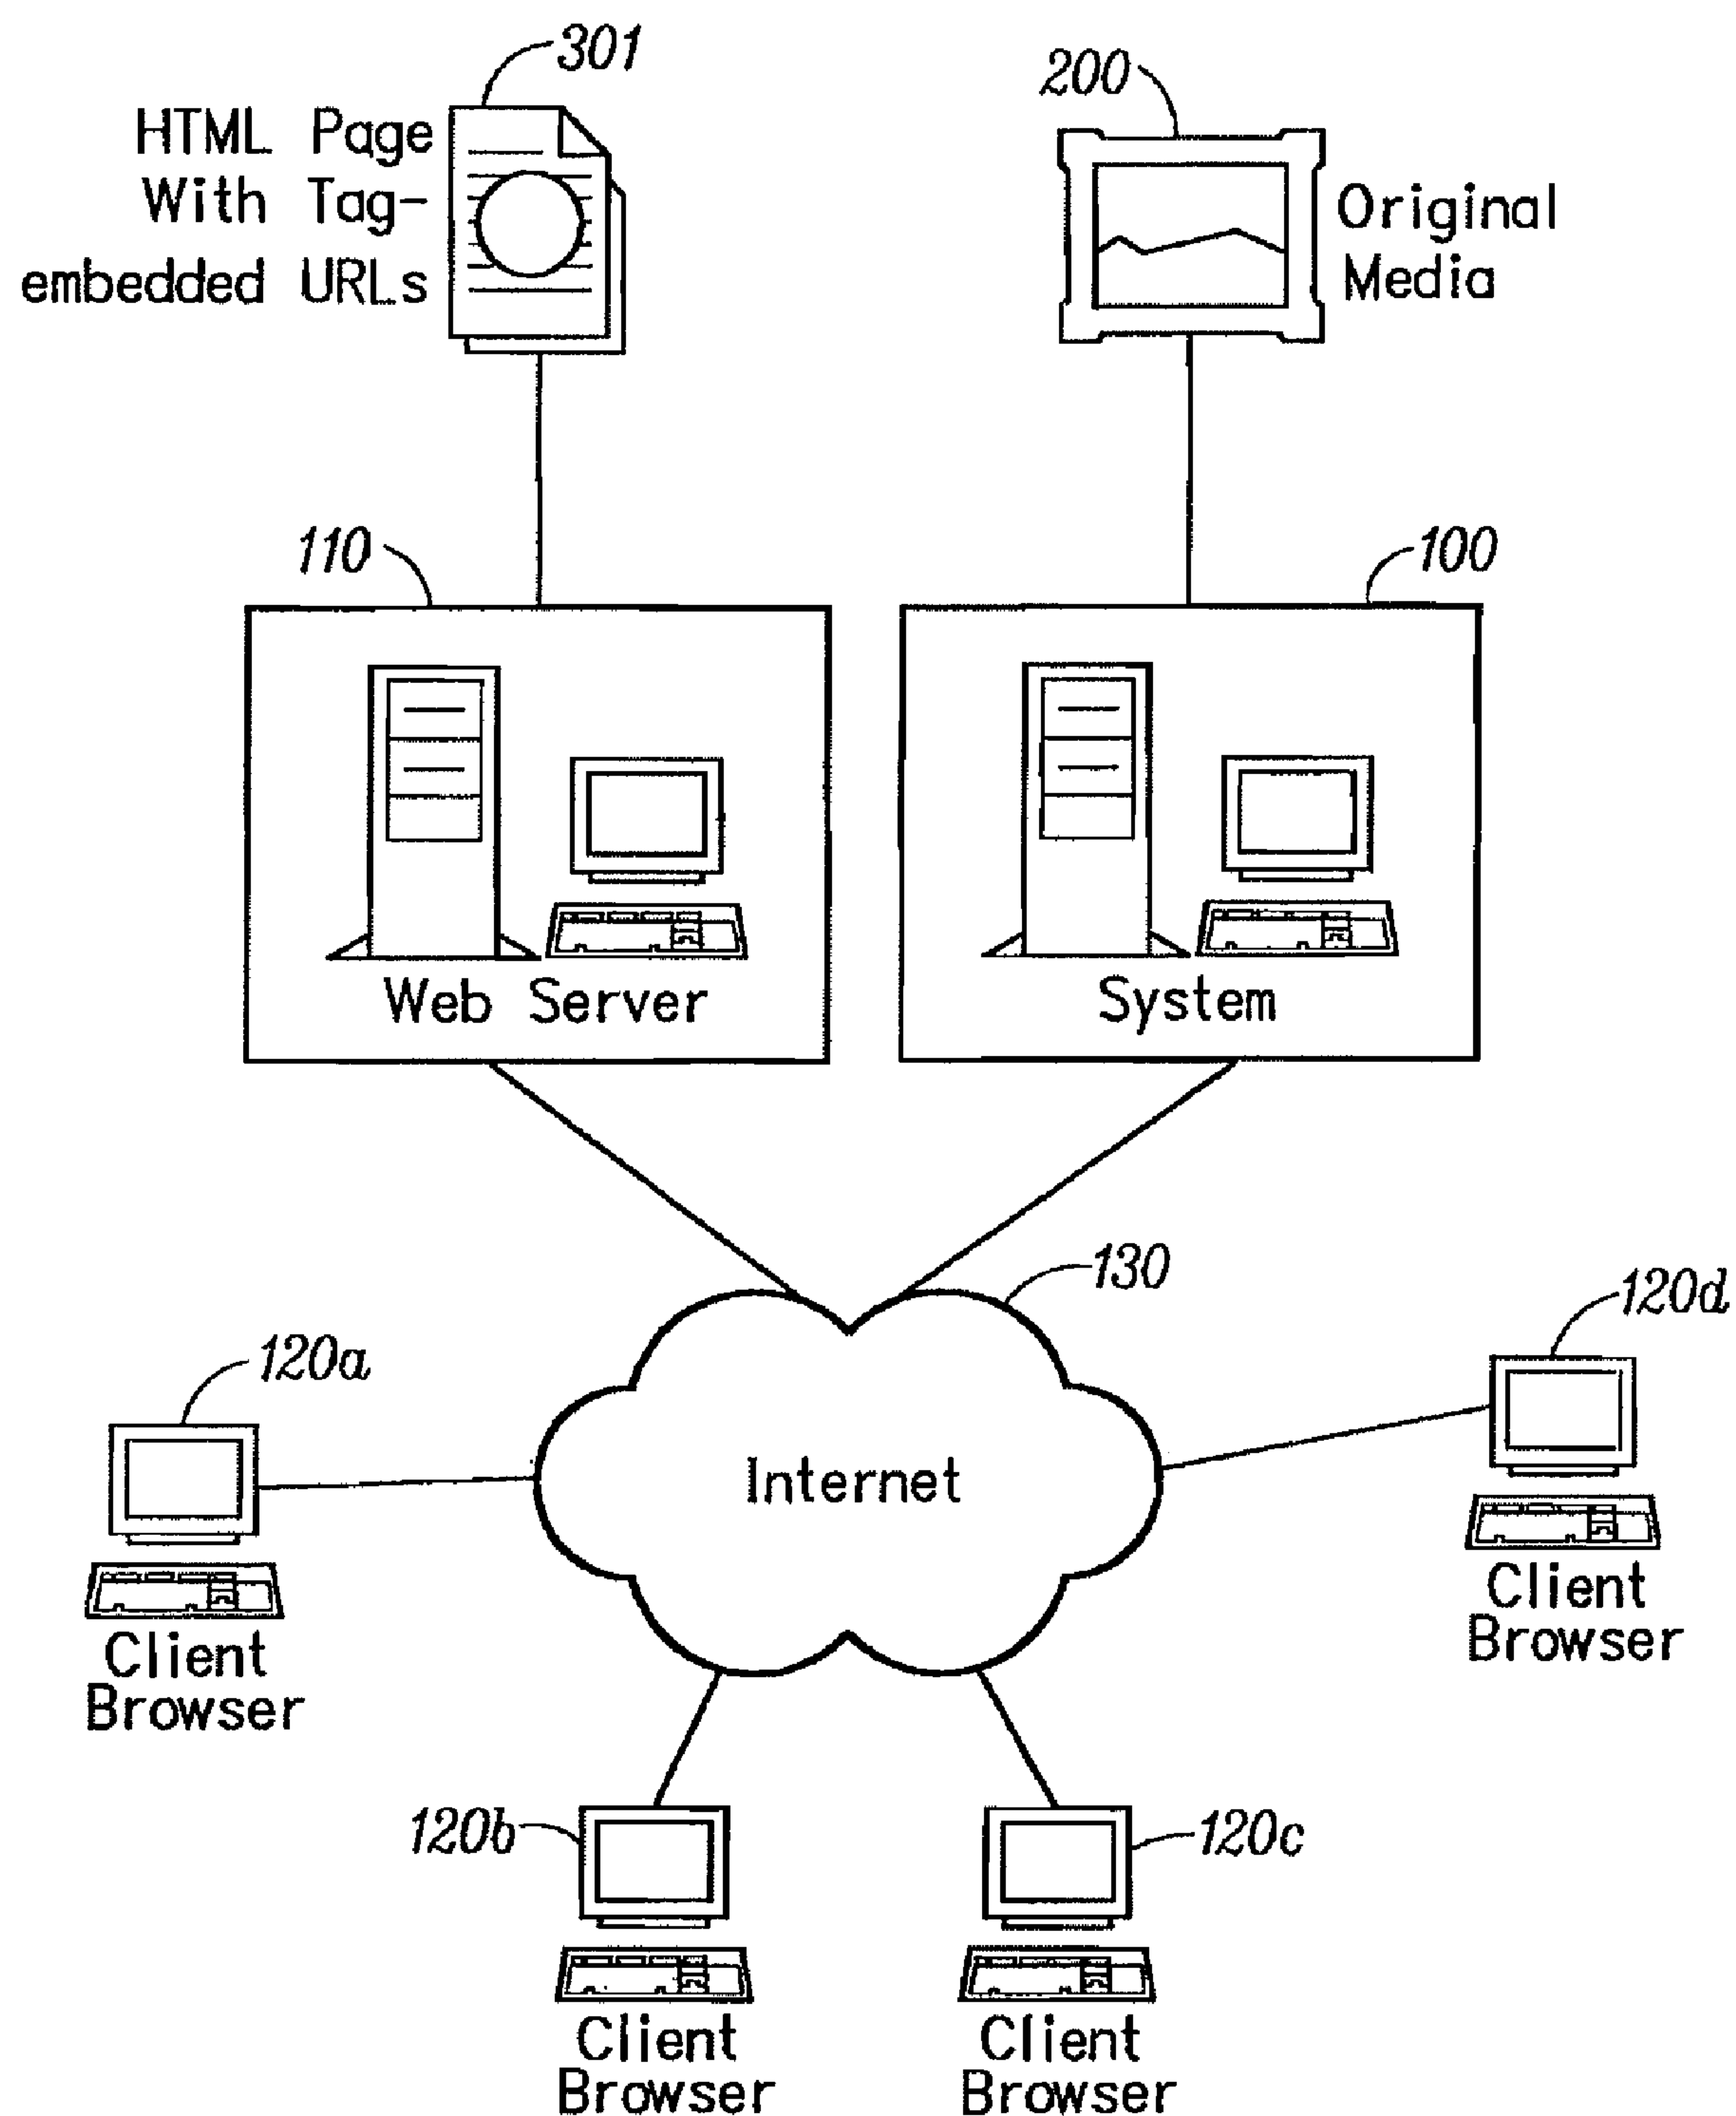 301
HTML Page
With Tag-
embedded URLs
200
Original
Media
110
100
Web Server
System
130
120d
120a
Internet
Client
Browser
Client
Browser
120b
120c
Client
Browser
Client
Browser